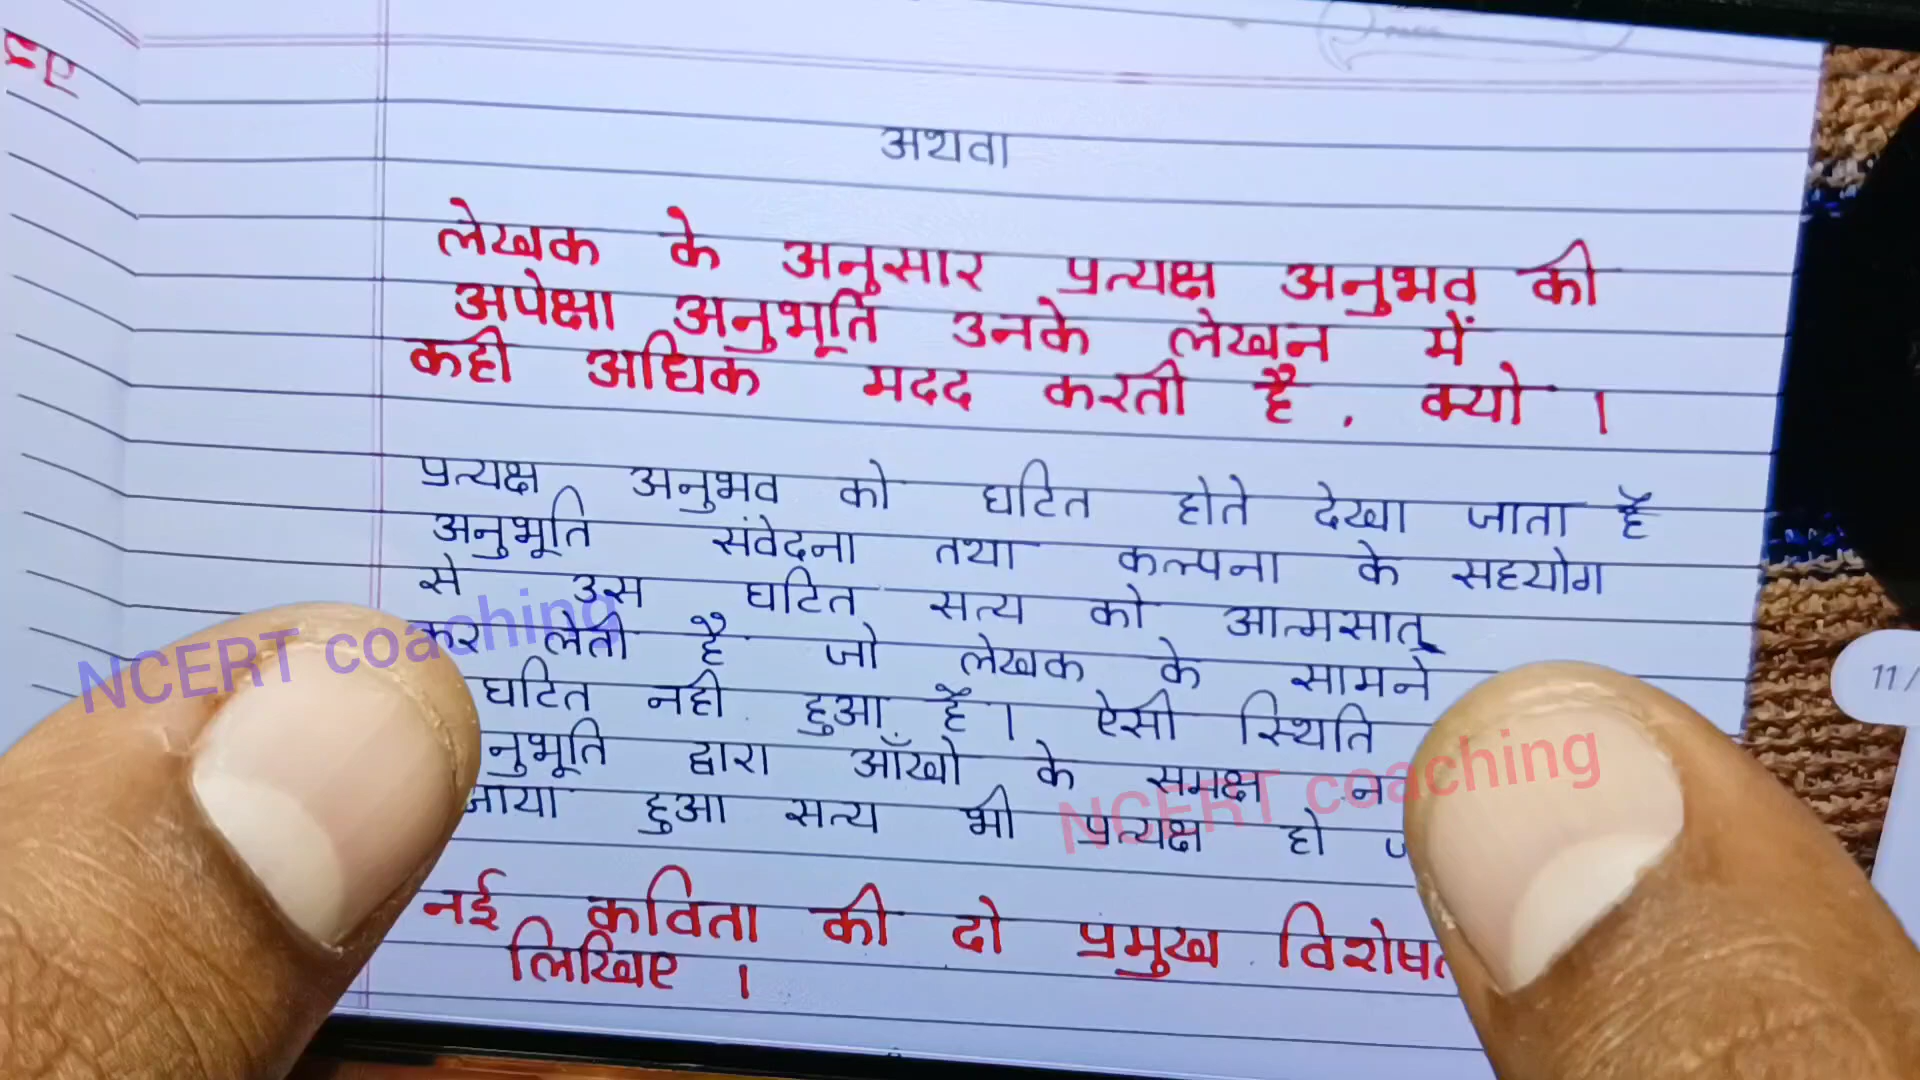 अथवा
लेखक के अनुसार प्रत्यक्ष अनुभव की
अपेक्षा अनुभूति उनके लेखन में
कही अधिक मदद करती है . क्यो ।
प्रत्यक्ष अनुभव को घटित होते देखा जाता है
अनुभूति संवेदना तथा कल्पना के सहयोग
से उस घटित सत्य को आत्मसात्
कर लेती है जो लेखक के सामने
घटित नही हुआ है । ऐसी स्थिति
द्वारा आँखो के समक्ष न
हुआ सत्य भी प्रत्यक्ष हो
नई कविता की दो प्रमुख
लिखिए ।
NCERT coaching
NCERT coaching
11/